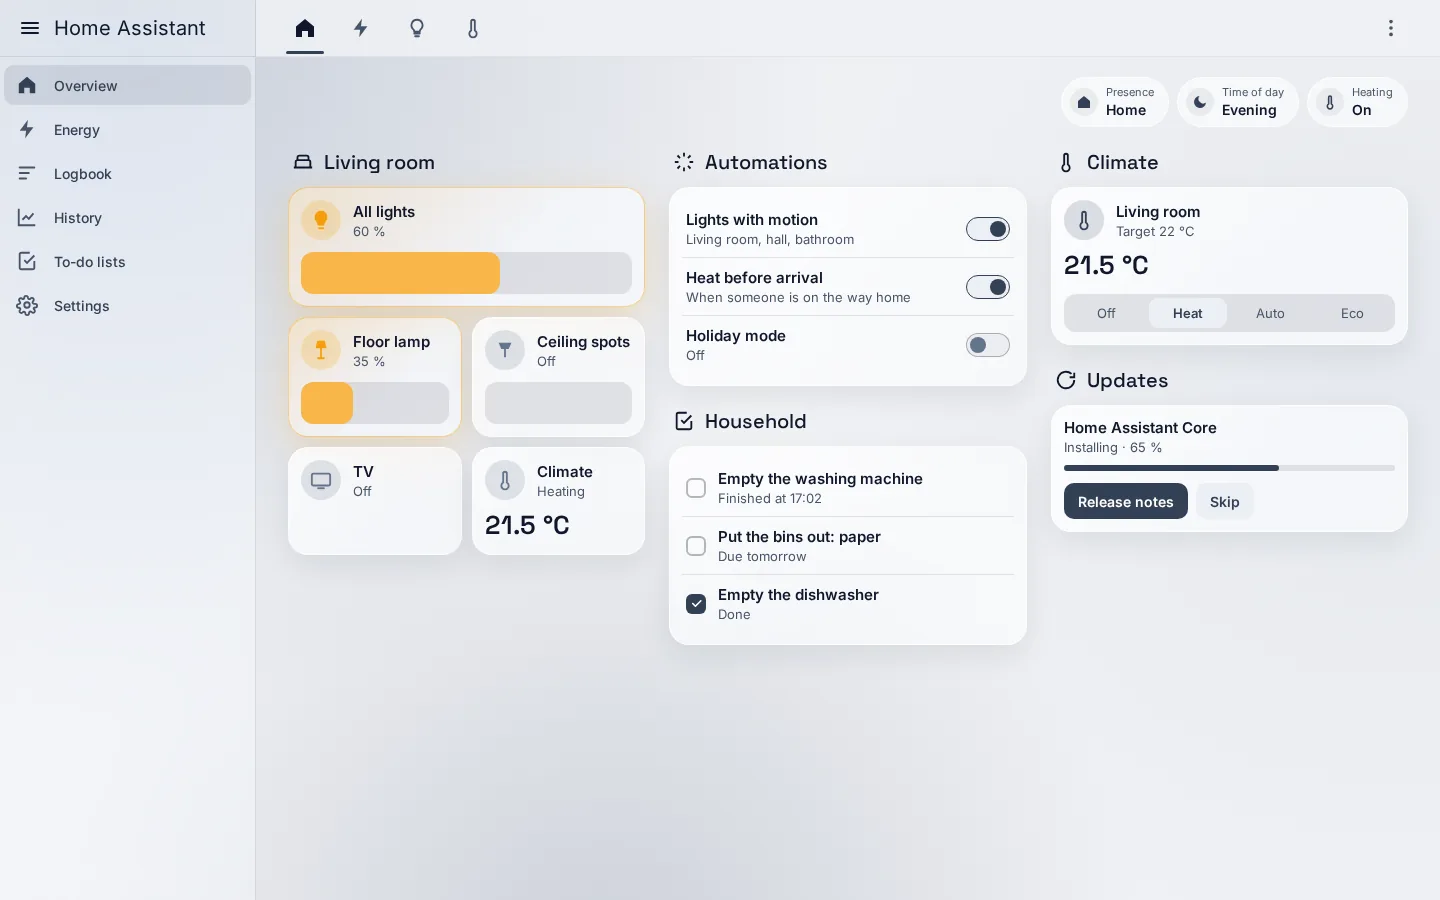 Home Assistant
Overview
Energy
Logbook
History
To-do lists
Settings
Presence
Home
Time of day
Evening
Heating
On
Living room
All lights
60 %
Floor lamp
35 %
Ceiling spots
Off
TV
Off
Climate
Heating
21.5 °C
Automations
Lights with motion
Living room, hall, bathroom
Heat before arrival
When someone is on the way home
Holiday mode
Off
Household
Empty the washing machine
Finished at 17:02
Put the bins out: paper
Due tomorrow
Empty the dishwasher
Done
Climate
Living room
Target 22 °C
21.5 °C
Off Heat Auto Eco
Updates
Home Assistant Core
Installing · 65 %
Release notes Skip